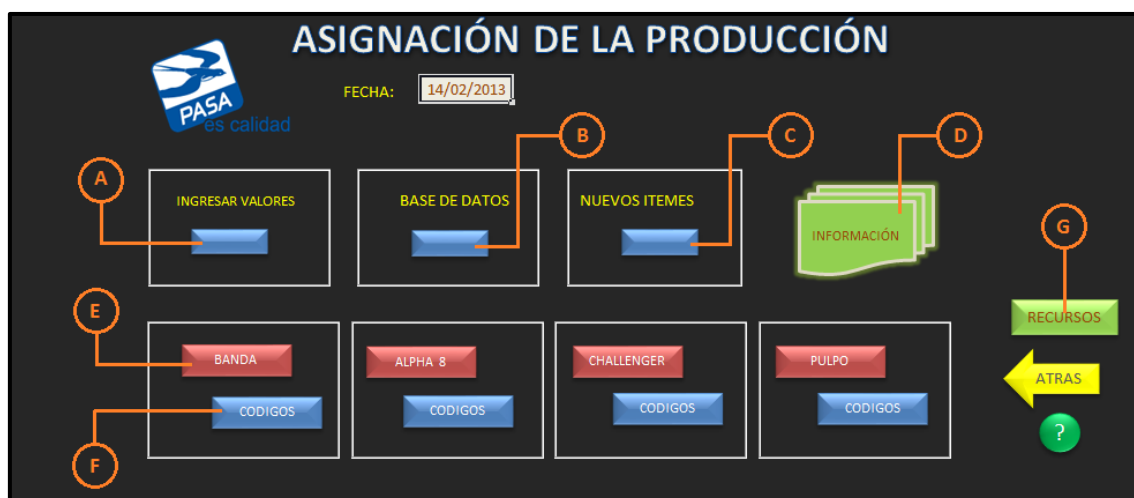 ASIGNACIÓN DE LA PRODUCCIÓN
PASA
es calidad
FECHA: 14/02/2013
B
C
D
A
INGRESAR VALORES
BASE DE DATOS
NUEVOS ITEMES
INFORMACIÓN
G
E
RECURSOS
BANDA
ALPHA 8
CHALLENGER
PULPO
ATRAS
CODIGOS
CODIGOS
CODIGOS
CODIGOS
?
F